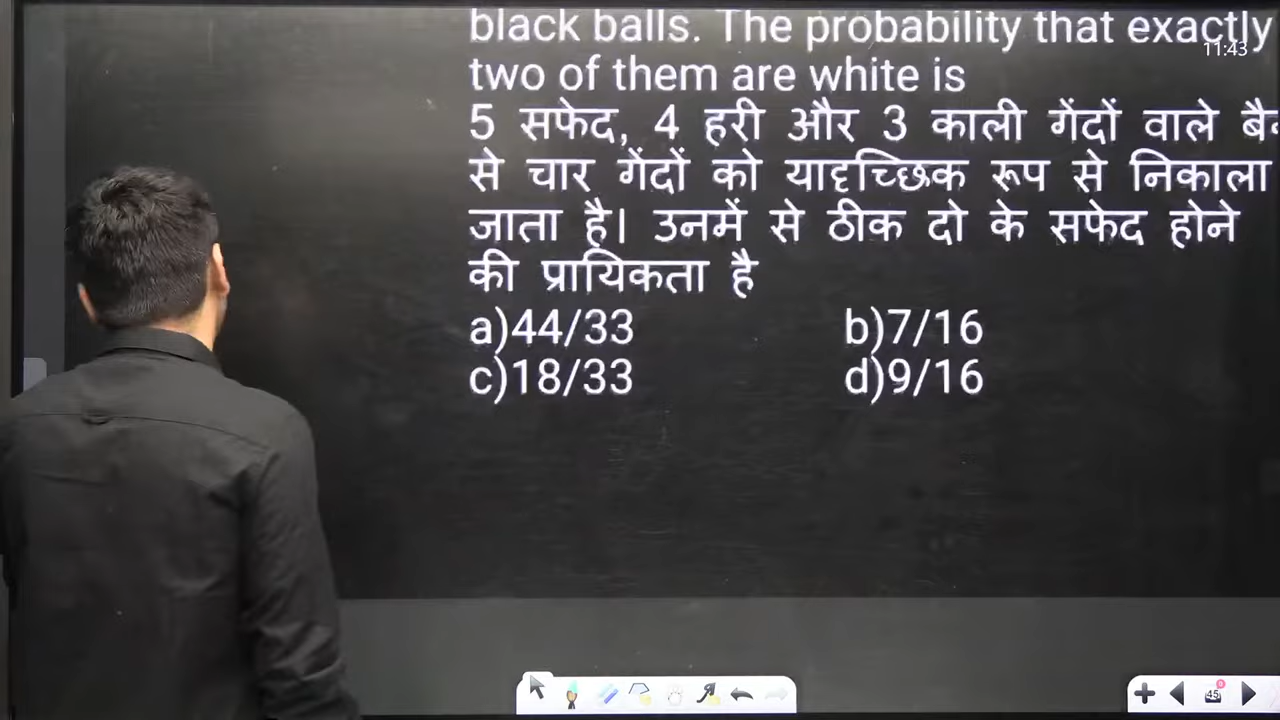 black balls. The probability that exactly
11:43
two of them are white is
5 सफेद, 4 हरी और 3 काली गेंदों वाले
से चार गेंदों को यादृच्छिक रूप से निकाला
जाता है। उनमें से ठीक दो के सफेद होने
की प्रायिकता है
a)44/33 b)7/16
c)18/33 d)9/16
45